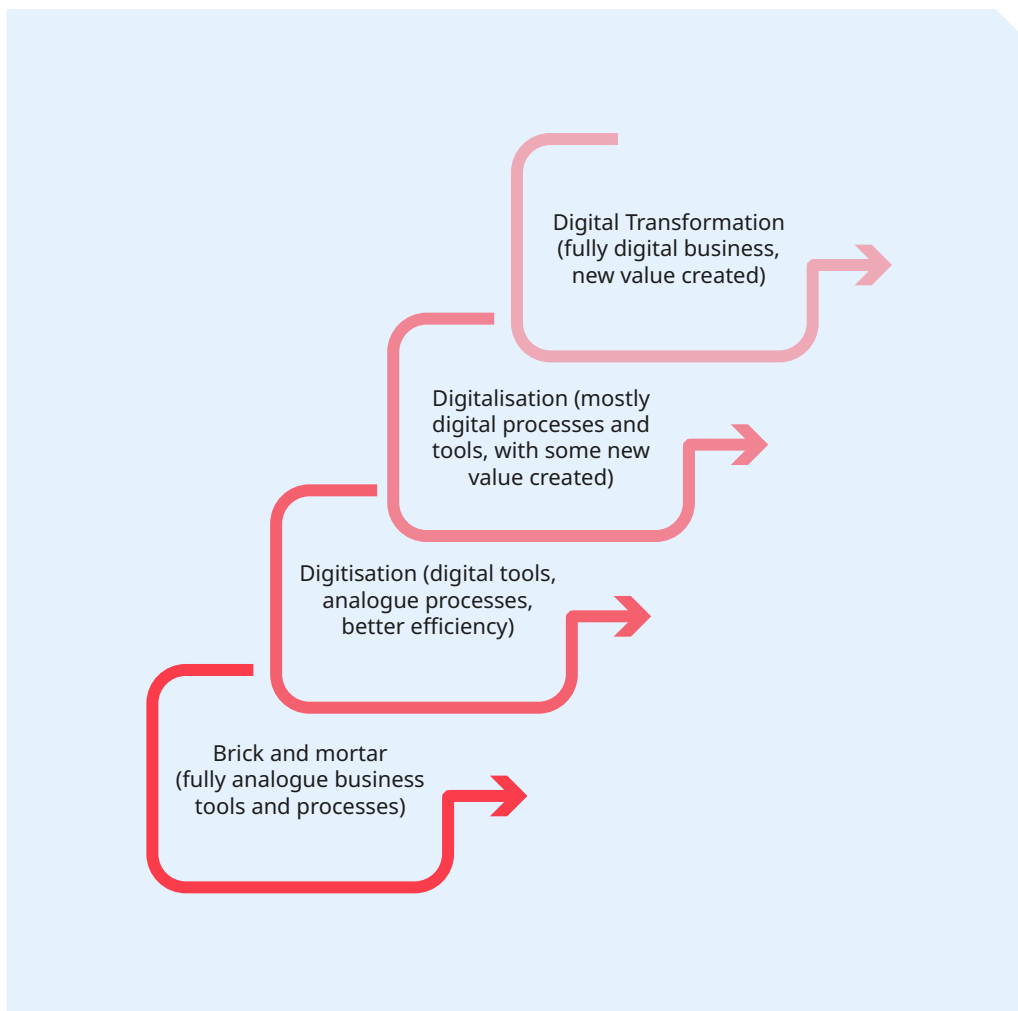 Digital Transformation
(fully digital business,
new value created)
Digitalisation (mostly
digital processes and
tools, with some new
value created)
Digitisation (digital tools,
analogue processes,
better efficiency)
Brick and mortar
(fully analogue business
tools and processes)